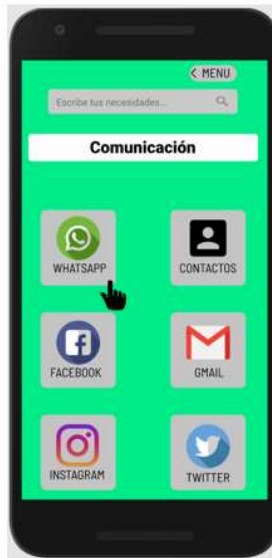 < MENU
Escribe tus necesidades...
Comunicación
WHATSAPP
CONTACTOS
FACEBOOK
GMAIL
INSTAGRAM
TWITTER